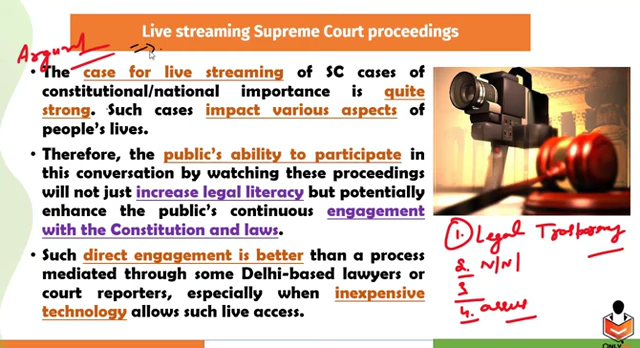 Live streaming Supreme Court proceedings
• The case for live streaming of SC cases of
constitutional/national importance is quite
strong. Such cases impact various aspects of
people's lives.
• Therefore, the public's ability to participate in
this conversation by watching these proceedings
will not just increase legal literacy but potentially
enhance the public's continuous engagement
with the Constitution and laws.
• Such direct engagement is better than a process
mediated through some Delhi-based lawyers or
court reporters, especially when inexpensive
technology allows such live access.
1. Legal
2. N/N/
3
4. access
ONLY